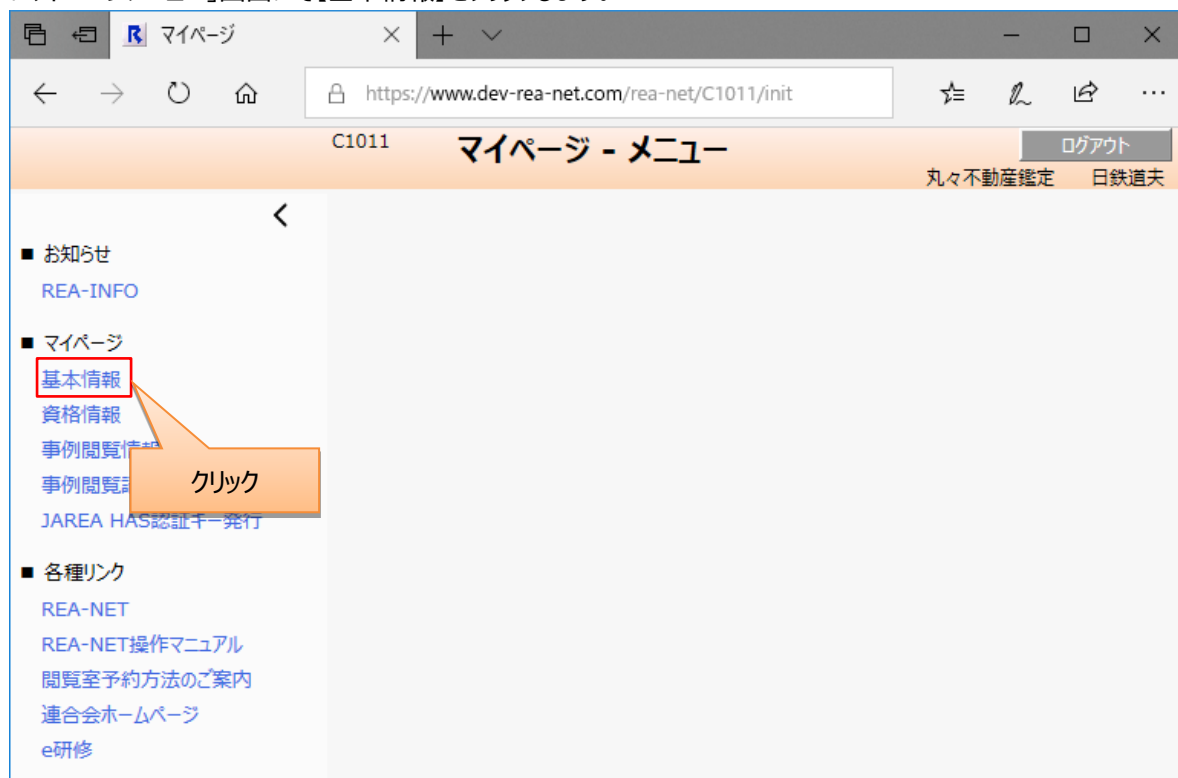 マイページ
https://www.dev-rea-net.com/rea-net/C1011/init
C1011 マイページ - メニュー ログアウト
丸々不動産鑑定 日鉄道夫
■ お知らせ
REA-INFO
■ マイページ
基本情報
資格情報
事例閲覧情報
事例閲覧
クリック
JAREA HAS認証キー発行
■ 各種リンク
REA-NET
REA-NET操作マニュアル
閲覧室予約方法のご案内
連合会ホームページ
e研修